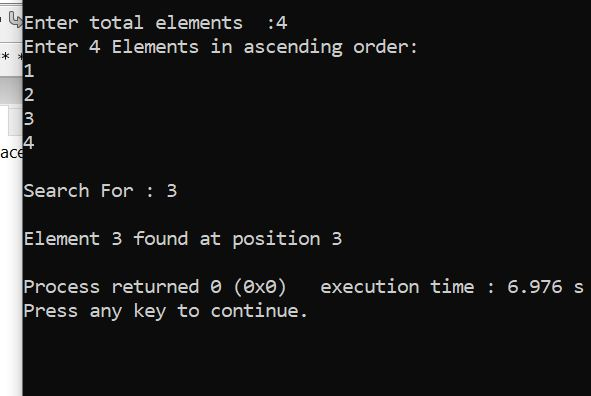 Enter total elements  :4
Enter 4 Elements in ascending order:
1
2
3
4
ace
Search For : 3
Element 3 found at position 3
Process returned 0 (0x0)   execution time : 6.976 s
Press any key to continue.